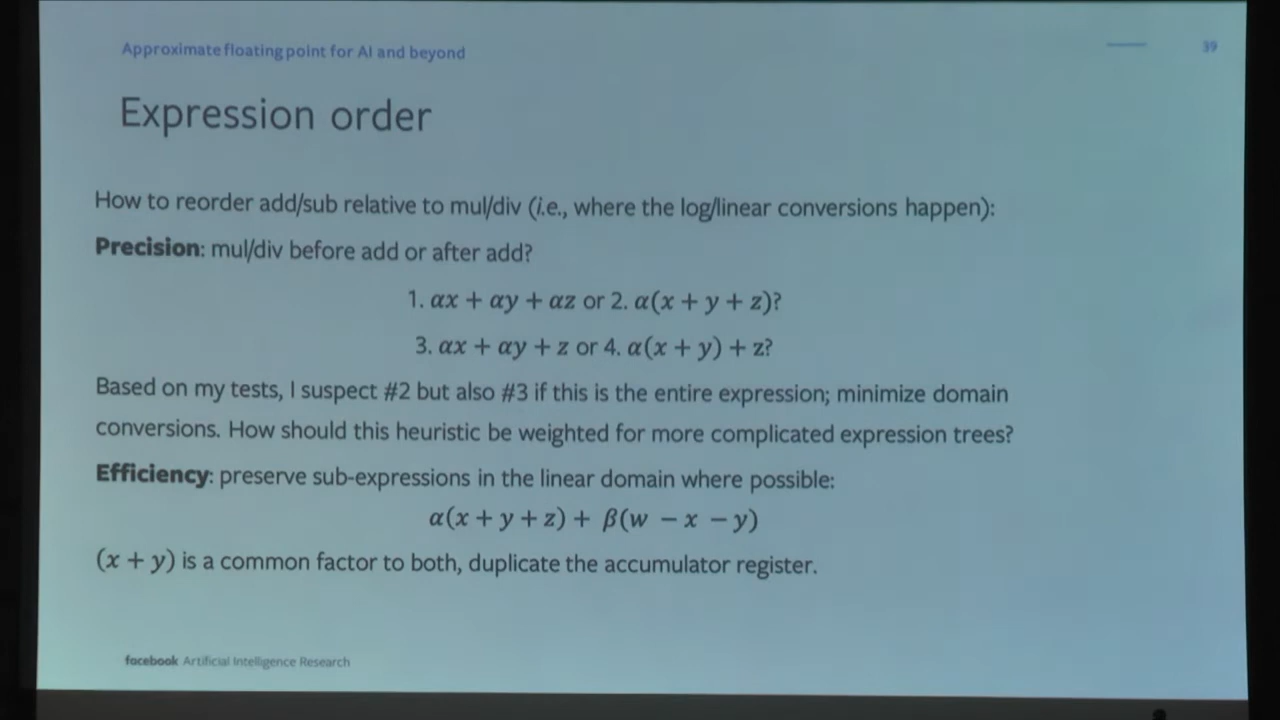 Approximate floating point for AI and beyond
39
Expression order
How to reorder add/sub relative to mul/div (i.e., where the log/linear conversions happen):
Precision: mul/div before add or after add?
1. αx + αy + αz or 2. α(x + y + z)?
3. αx + αy + z or 4. α(x + y) + z?
Based on my tests, I suspect #2 but also #3 if this is the entire expression; minimize domain
conversions. How should this heuristic be weighted for more complicated expression trees?
Efficiency: preserve sub-expressions in the linear domain where possible:
α(x + y + z) + β(w − x − y)
(x + y) is a common factor to both, duplicate the accumulator register.
facebook Artificial Intelligence Research